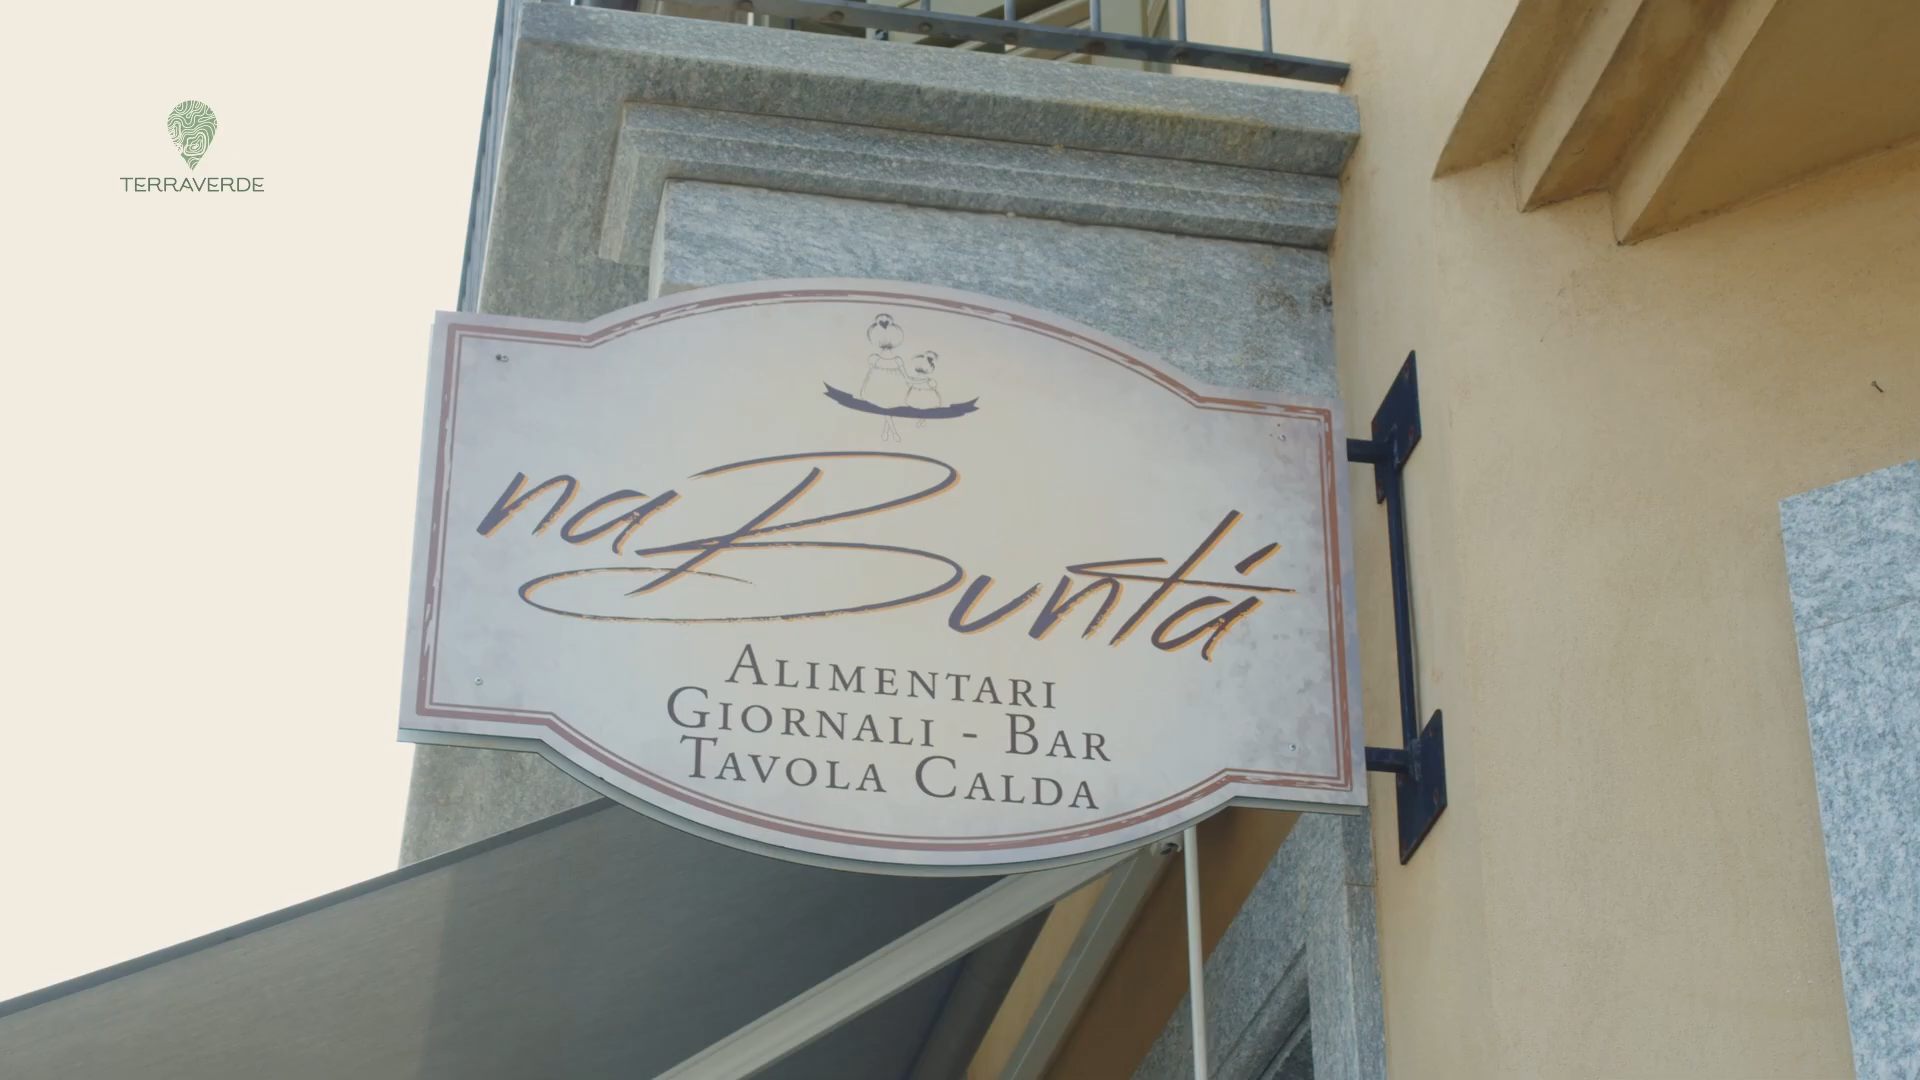 TERRAVERDE
na Buntá
ALIMENTARI
GIORNALI - BAR
TAVOLA CALDA